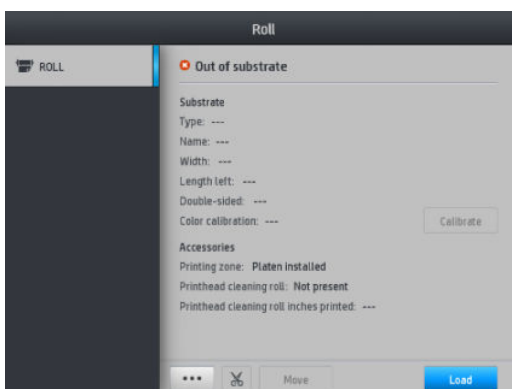 Roll
ROLL
Out of substrate
Substrate
Type: ---
Name: ---
Width: ---
Length left: ---
Double-sided: ---
Color calibration: ---
Calibrate
Accessories
Printing zone: Platen installed
Printhead cleaning roll: Not present
Printhead cleaning roll inches printed: ---
Move
Load